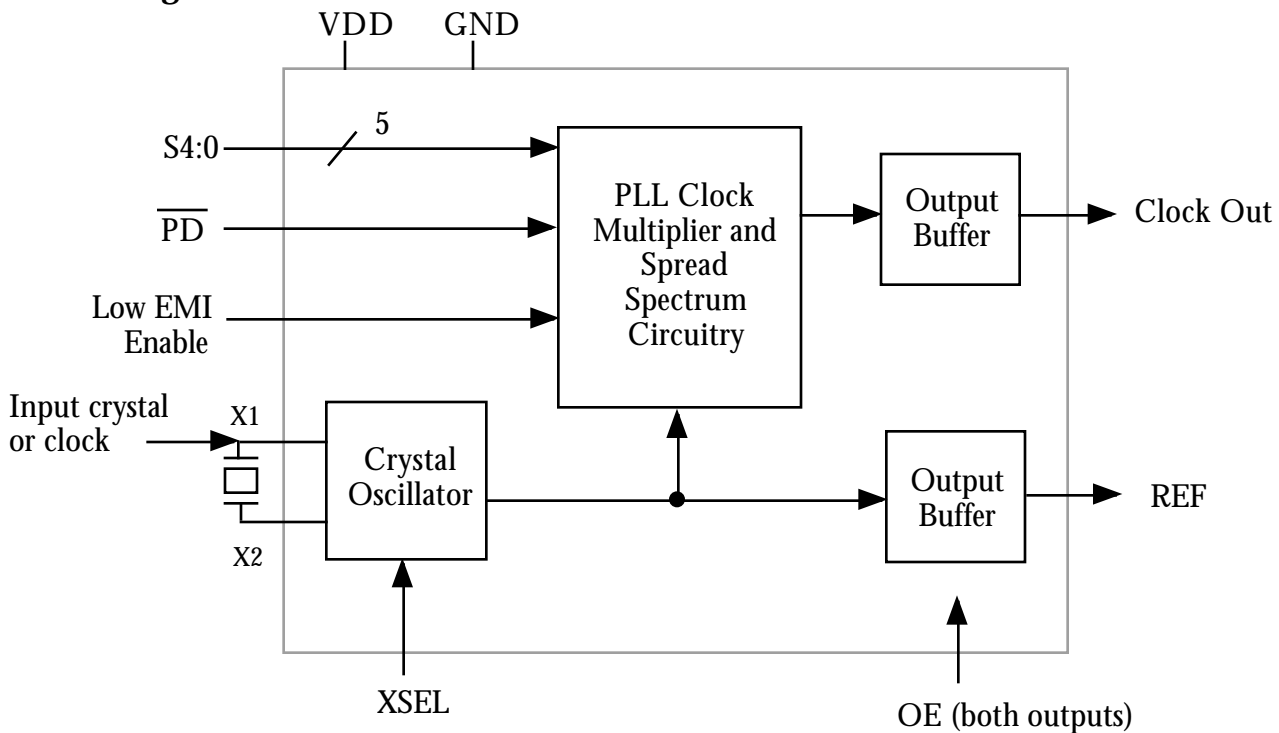 VDD GND
5
S4:0
PD
Low EMI
Enable
PLL Clock
Multiplier and
Spread
Spectrum
Circuitry
Output
Buffer
Clock Out
Input crystal
or clock
X1
X2
Crystal
Oscillator
Output
Buffer
REF
XSEL
OE (both outputs)